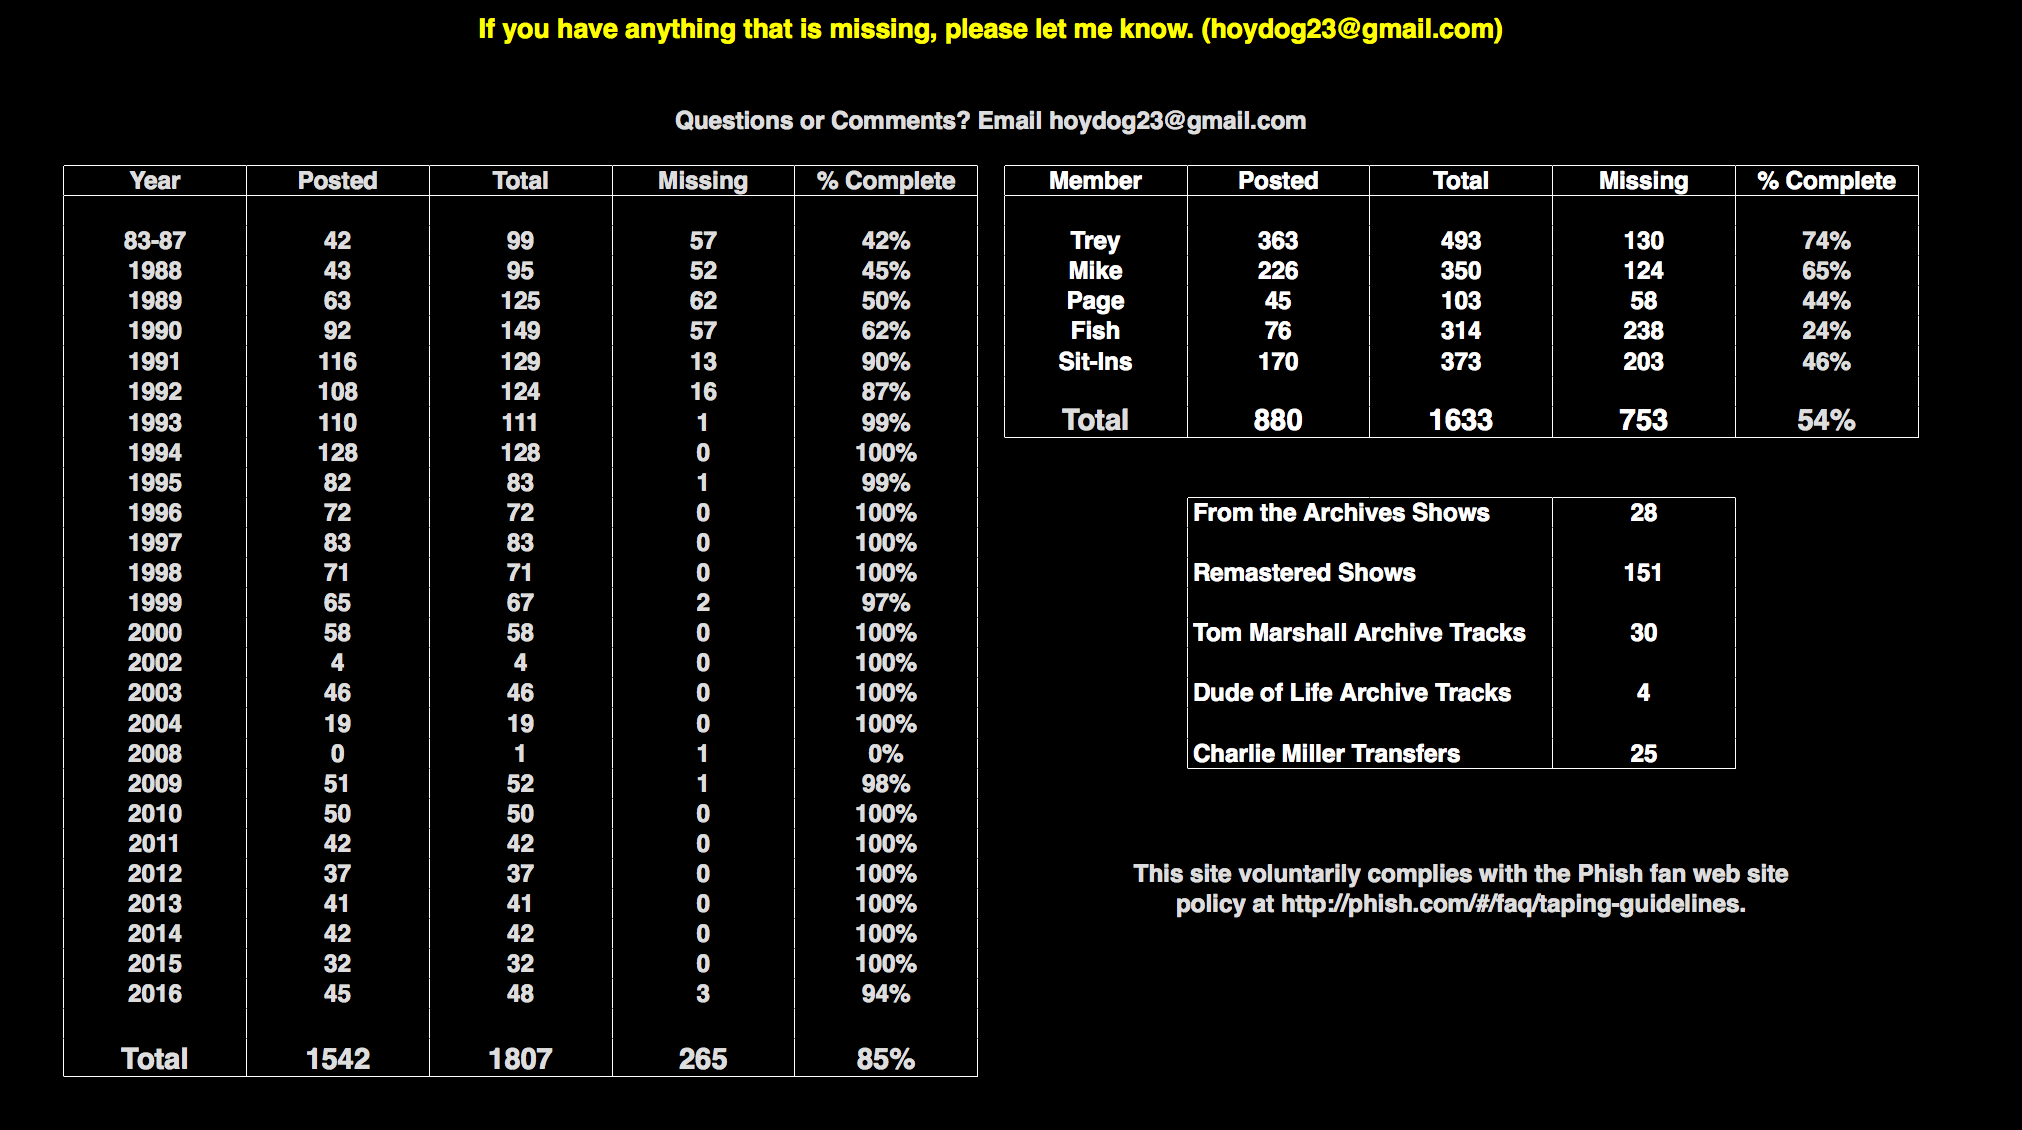 If you have anything that is missing, please let me know. (hoydog23@gmail.com)
Questions or Comments? Email hoydog23@gmail.com
Year Posted Total Missing % Complete
83-87 42 99 57 42%
1988 43 95 52 45%
1989 63 125 62 50%
1990 92 149 57 62%
1991 116 129 13 90%
1992 108 124 16 87%
1993 110 111 1 99%
1994 128 128 0 100%
1995 82 83 1 99%
1996 72 72 0 100%
1997 83 83 0 100%
1998 71 71 0 100%
1999 65 67 2 97%
2000 58 58 0 100%
2002 4 4 0 100%
2003 46 46 0 100%
2004 19 19 0 100%
2008 0 1 1 0%
2009 51 52 1 98%
2010 50 50 0 100%
2011 42 42 0 100%
2012 37 37 0 100%
2013 41 41 0 100%
2014 42 42 0 100%
2015 32 32 0 100%
2016 45 48 3 94%
Total 1542 1807 265 85%
Member Posted Total Missing % Complete
Trey 363 493 130 74%
Mike 226 350 124 65%
Page 45 103 58 44%
Fish 76 314 238 24%
Sit-Ins 170 373 203 46%
Total 880 1633 753 54%
From the Archives Shows 28
Remastered Shows 151
Tom Marshall Archive Tracks 30
Dude of Life Archive Tracks 4
Charlie Miller Transfers 25
This site voluntarily complies with the Phish fan web site
policy at http://phish.com/#/faq/taping-guidelines.